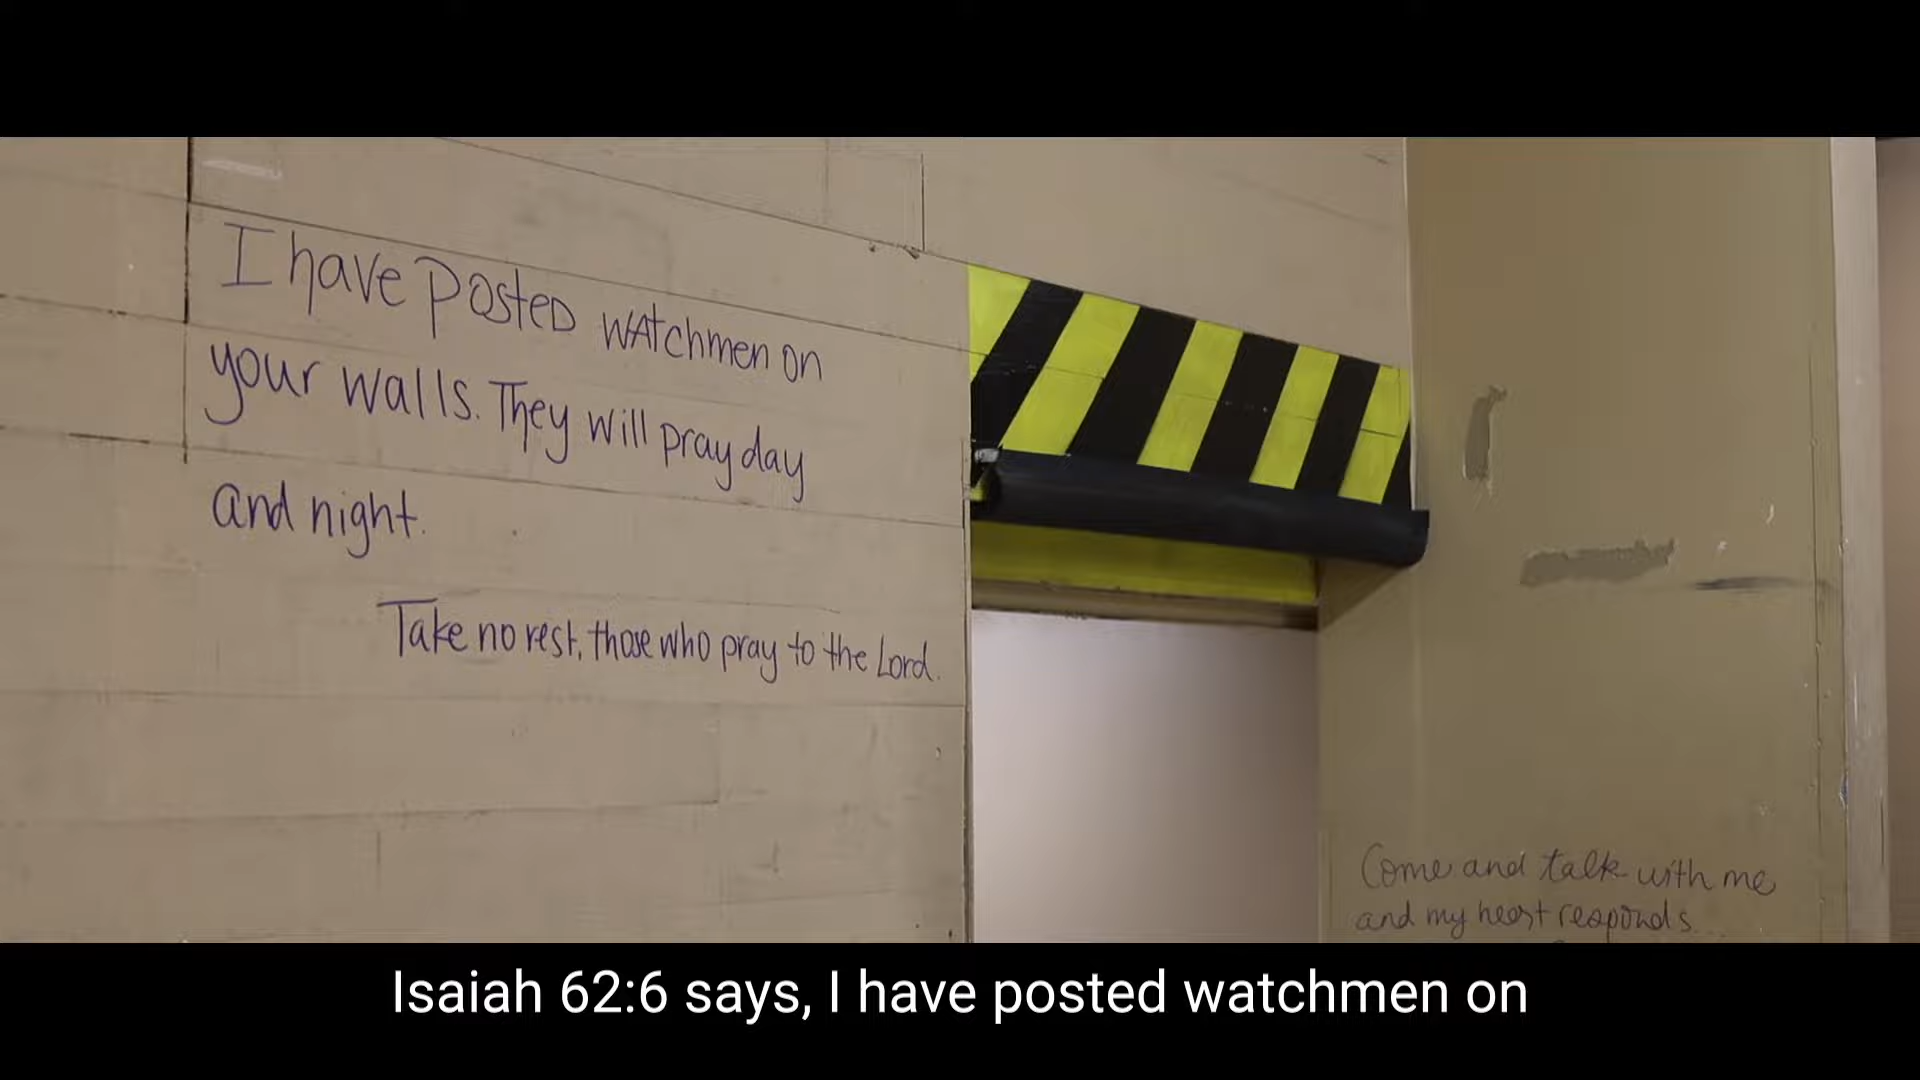 I have Posted watchmen on
your walls. They will pray day
and night.
Take no rest, those who pray to the Lord.
Come and talk with me
and my heart responds...
Isaiah 62:6 says, I have posted watchmen on